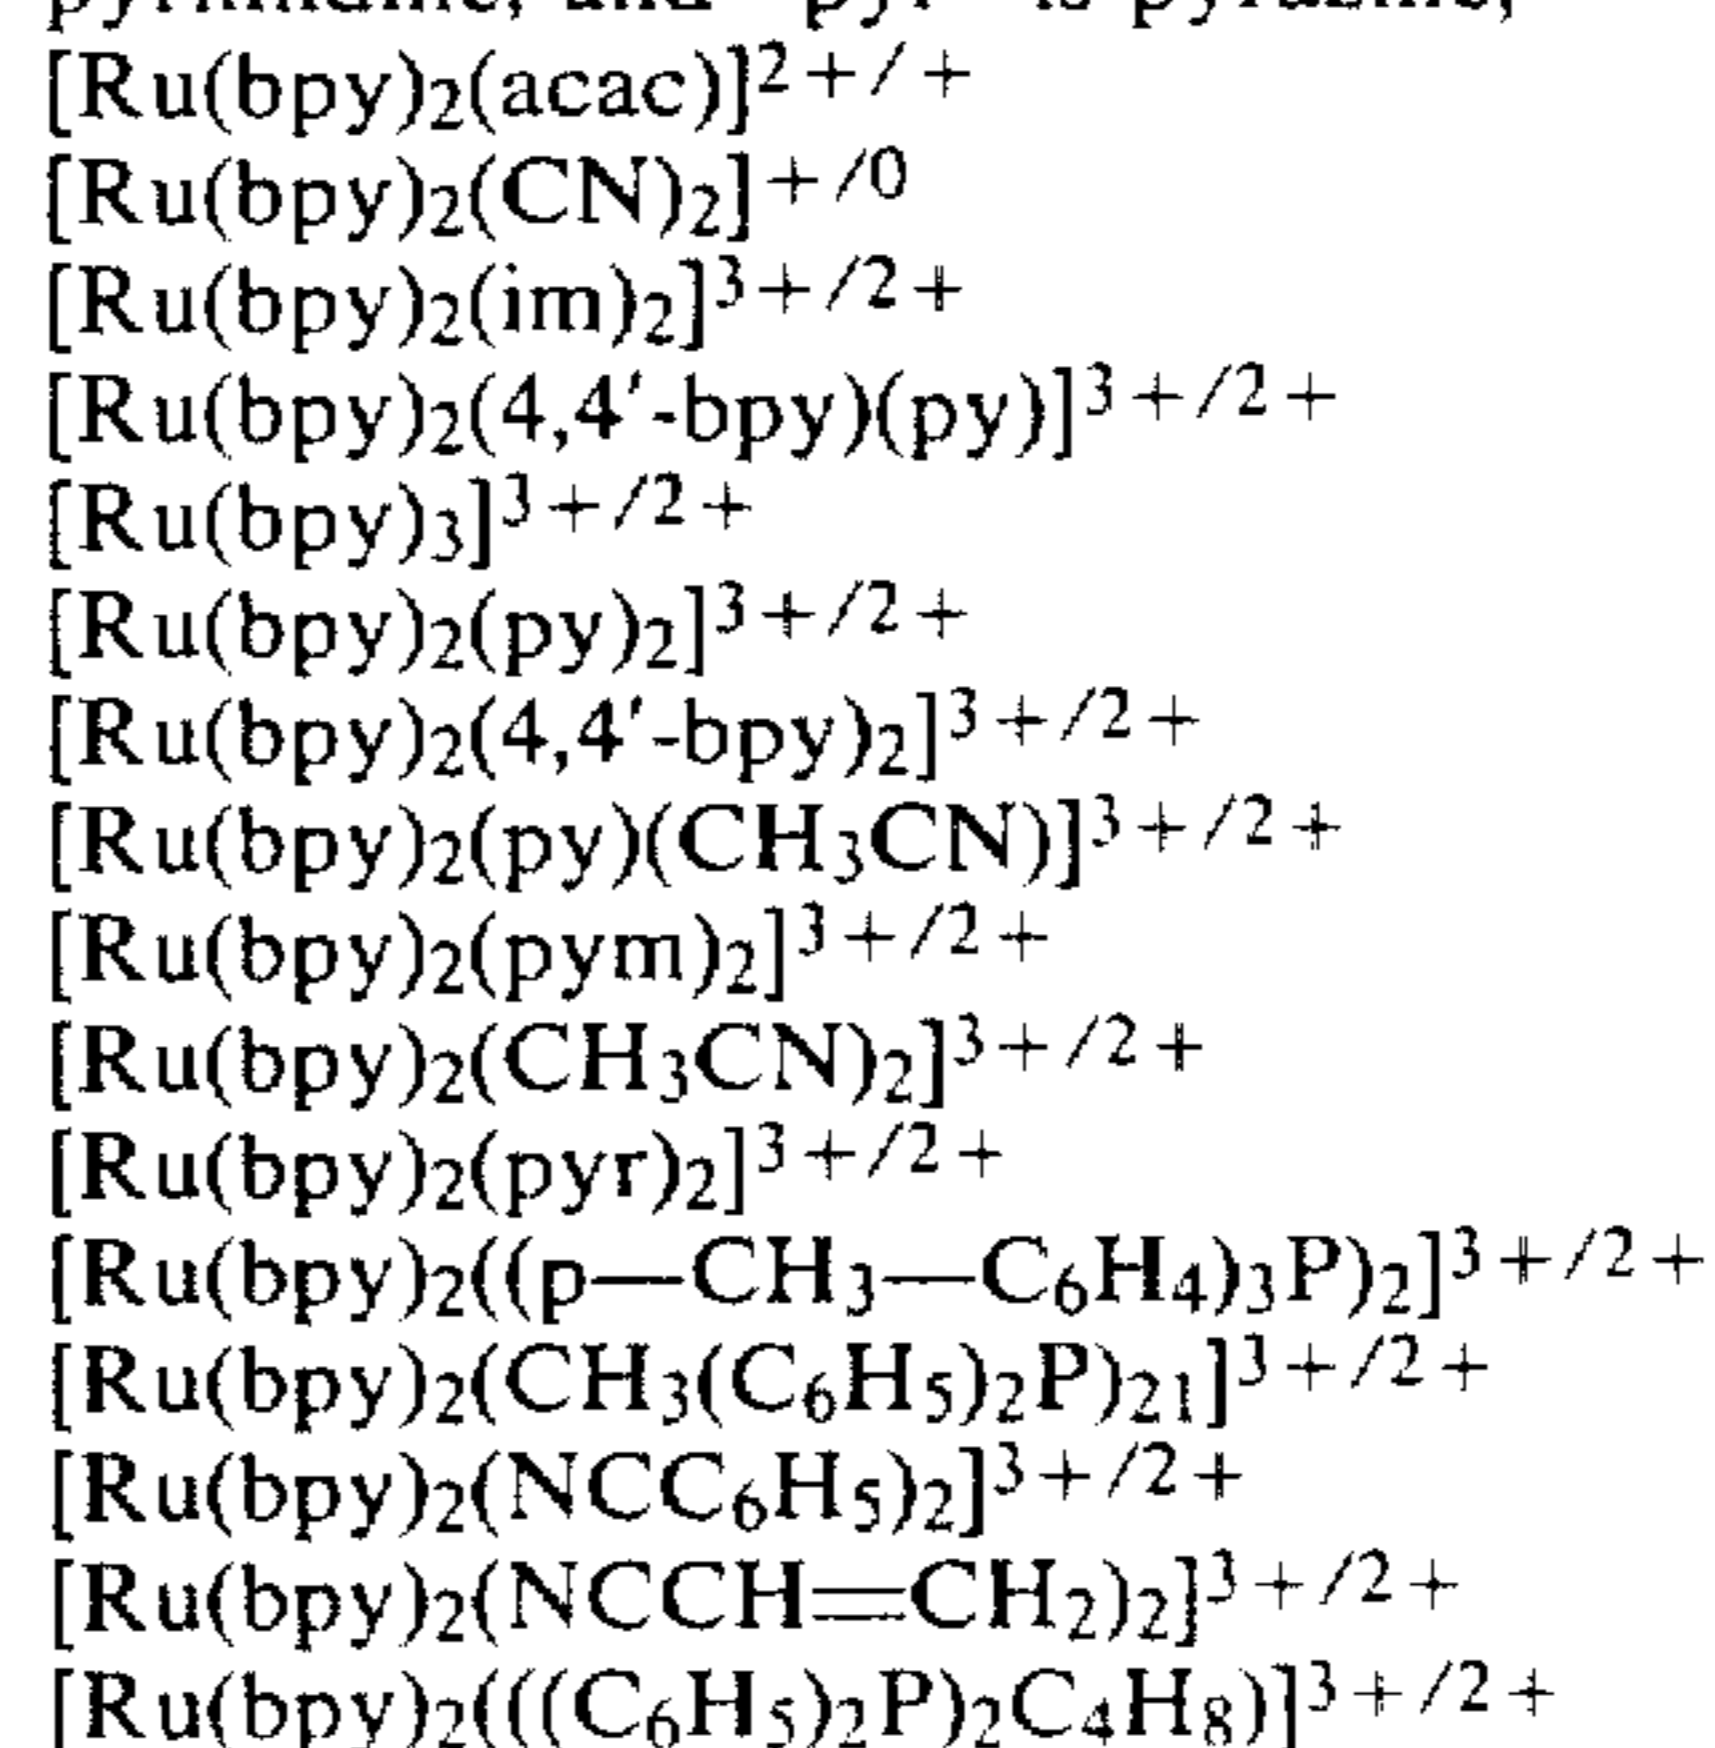 pyrimidine, and "pyr" is pyrazine,
[Ru(bpy)₂(acac)]²⁺/⁺
[Ru(bpy)₂(CN)₂]⁺/⁰
[Ru(bpy)₂(im)₂]³⁺/²⁺
[Ru(bpy)₂(4,4′-bpy)(py)]³⁺/²⁺
[Ru(bpy)₃]³⁺/²⁺
[Ru(bpy)₂(py)₂]³⁺/²⁺
[Ru(bpy)₂(4,4′-bpy)₂]³⁺/²⁺
[Ru(bpy)₂(py)(CH₃CN)]³⁺/²⁺
[Ru(bpy)₂(pym)₂]³⁺/²⁺
[Ru(bpy)₂(CH₃CN)₂]³⁺/²⁺
[Ru(bpy)₂(pyr)₂]³⁺/²⁺
[Ru(bpy)₂((p—CH₃—C₆H₄)₃P)₂]³⁺/²⁺
[Ru(bpy)₂(CH₃(C₆H₅)₂P)₂₁]³⁺/²⁺
[Ru(bpy)₂(NCC₆H₅)₂]³⁺/²⁺
[Ru(bpy)₂(NCCH=CH₂)₂]³⁺/²⁺
[Ru(bpy)₂(((C₆H₅)₂P)₂C₄H₈)]³⁺/²⁺